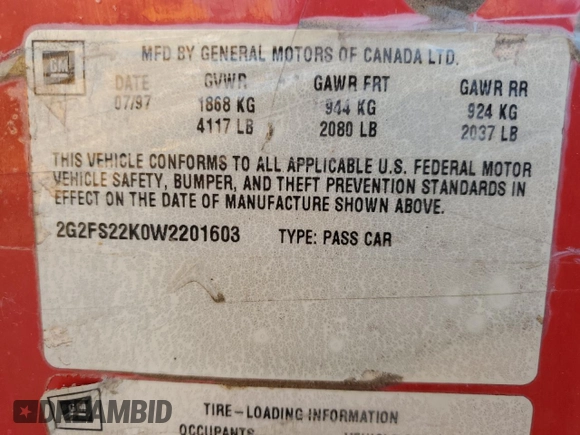 MFD BY GENERAL MOTORS OF CANADA LTD.
GM
DATE GVWR GAWR FRT GAWR RR
07/97 1868 KG 944 KG 924 KG
4117 LB 2080 LB 2037 LB
THIS VEHICLE CONFORMS TO ALL APPLICABLE U.S. FEDERAL MOTOR
VEHICLE SAFETY, BUMPER, AND THEFT PREVENTION STANDARDS IN
EFFECT ON THE DATE OF MANUFACTURE SHOWN ABOVE.
2G2FS22K0W2201603 TYPE: PASS CAR
GM
DREAMBID
TIRE-LOADING INFORMATION
OCCUPANTS